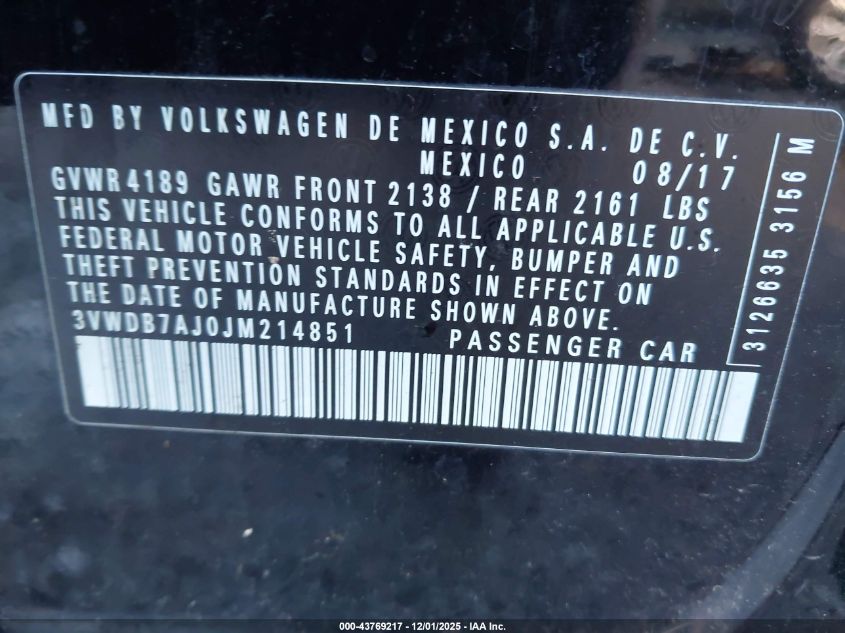 MFD BY VOLKSWAGEN DE MEXICO S.A. DE C.V.
MEXICO 08/17
GVWR 4189 GAWR FRONT 2138 / REAR 2161 LBS
THIS VEHICLE CONFORMS TO ALL APPLICABLE U.S.
FEDERAL MOTOR VEHICLE SAFETY, BUMPER AND
THEFT PREVENTION STANDARDS IN EFFECT ON
THE DATE OF MANUFACTURE SHOWN ABOVE.
3VWDB7AJ0JM214851 PASSENGER CAR
3126635 3156 M
000-43769217 - 12/01/2025 - IAA Inc.